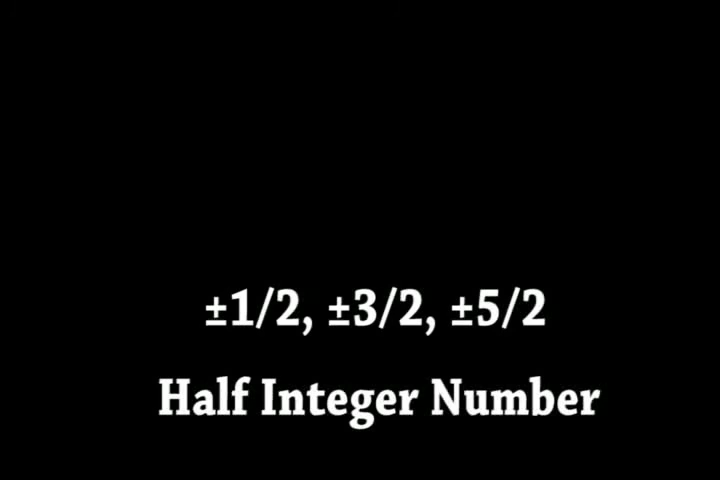 ±1/2, ±3/2, ±5/2
Half Integer Number